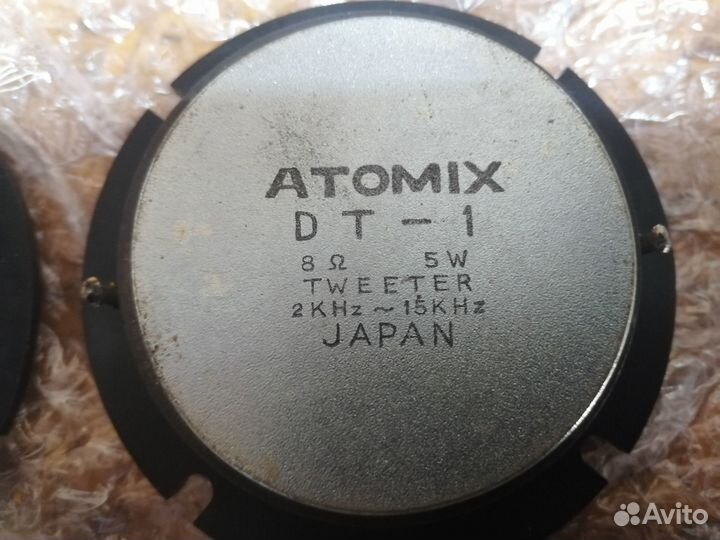 ATOMIX
DT-1
8Ω 5W
TWEETER
2KHz ~ 15KHz
JAPAN
Avito